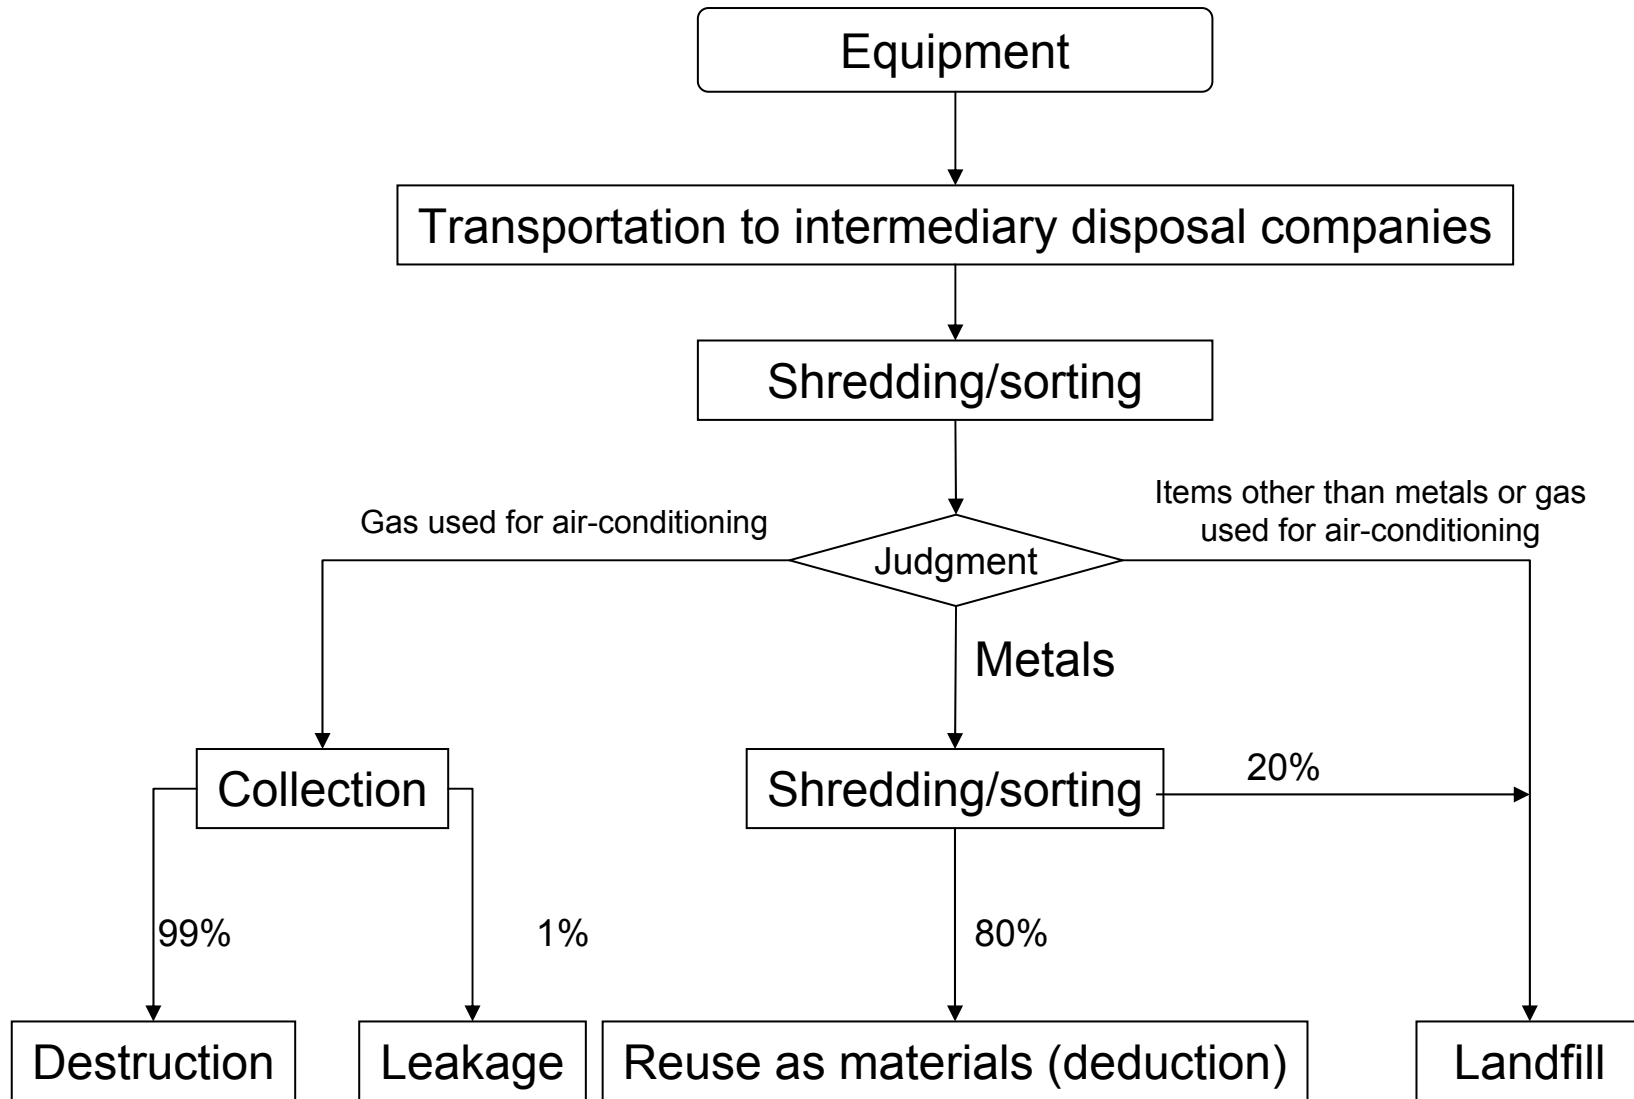 Equipment
Transportation to intermediary disposal companies
Shredding/sorting
Items other than metals or gas
used for air-conditioning
Gas used for air-conditioning
Judgment
Metals
Collection
Shredding/sorting
20%
99%
1%
80%
Destruction
Leakage
Reuse as materials (deduction)
Landfill